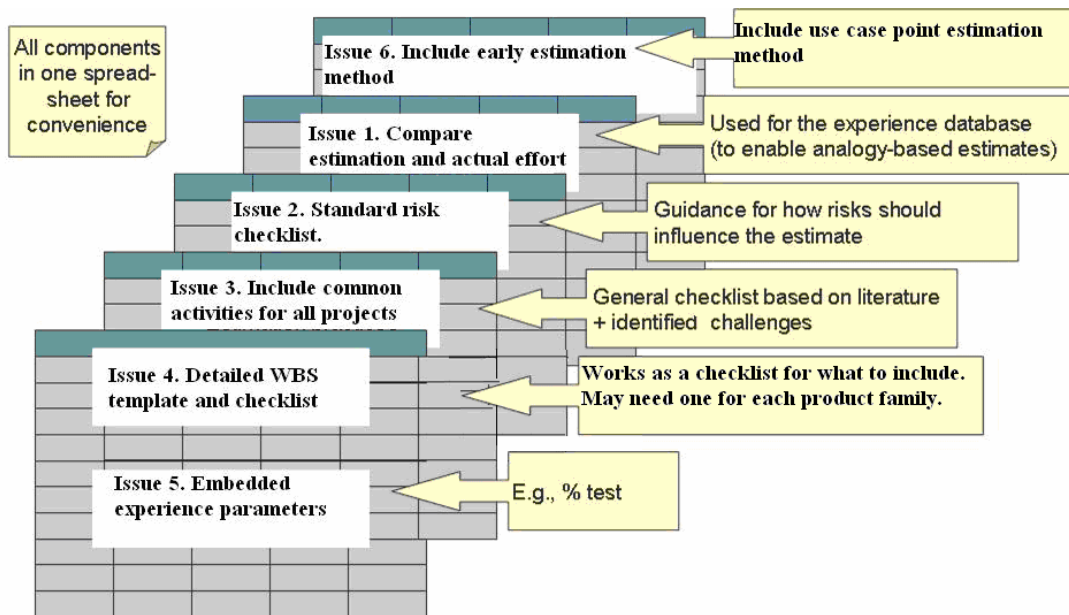 All components
in one spread-
sheet for
convenience
Issue 6. Include early estimation
method
Include use case point estimation
method
Issue 1. Compare
estimation and actual effort
Used for the experience database
(to enable analogy-based estimates)
Issue 2. Standard risk
checklist.
Guidance for how risks should
influence the estimate
Issue 3. Include common
activities for all projects
General checklist based on literature
+ identified challenges
Issue 4. Detailed WBS
template and checklist
Works as a checklist for what to include.
May need one for each product family.
Issue 5. Embedded
experience parameters
E.g., % test